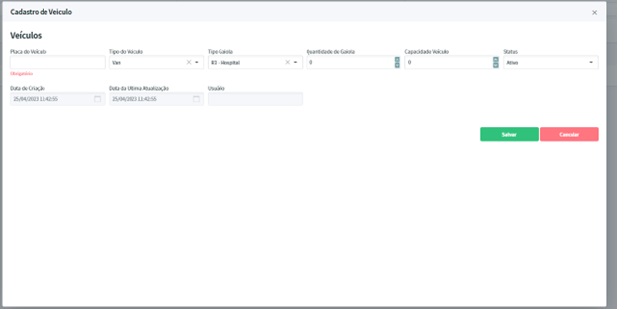 Cadastro de Veículo
Veículos
Placa do Veículo Tipo do Veículo Tipo Gaiola Quantidade de Gaiola Capacidade Veículo Status
Van R3 - Hospital 0 0 Ativo
Obrigatório
Data de Criação Data da Ultima Atualização Usuário
25/04/2023 11:42:55 25/04/2023 11:42:55
Salvar Cancelar